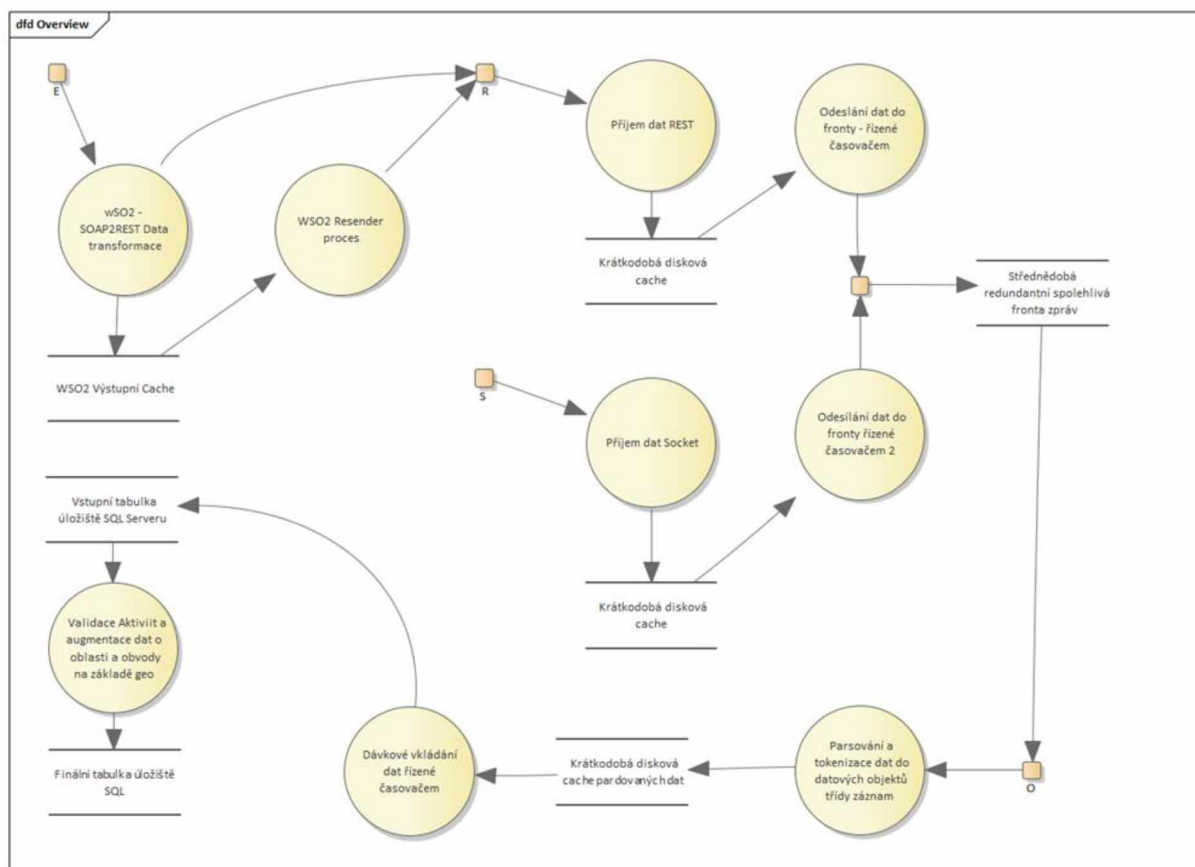 dfd Overview
E
R
Příjem dat REST
Odeslání dat do
fronty - řízené
časovačem
wSO2 -
SOAP2REST Data
transformace
WSO2 Resender
proces
Krátkodobá disková
cache
Střednědobá
redundantní spolehlivá
fronta zpráv
WSO2 Výstupní Cache
S
Příjem dat Socket
Odesílání dat do
fronty řízené
časovačem 2
Vstupní tabulka
úložiště SQL Serveru
Krátkodobá disková
cache
Validace Aktiviit a
augmentace dat o
oblasti a obvody
na základě geo
Finální tabulka úložiště
SQL
Dávkové vkládání
dat řízené
časovačem
Krátkodobá disková
cache pardovaných dat
Parsování a
tokenizace dat do
datových objektů
třídy záznam
O